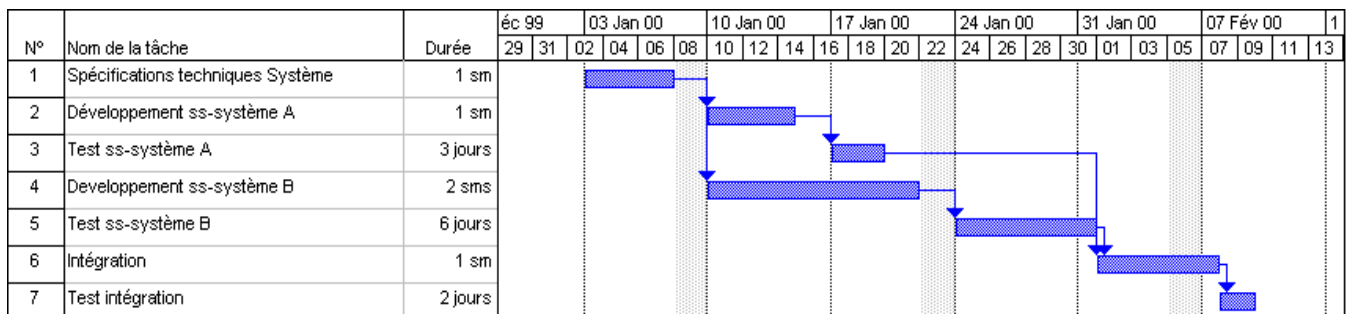 éc 99 03 Jan 00 10 Jan 00 17 Jan 00 24 Jan 00 31 Jan 00 07 Fév 00 1
N° Nom de la tâche Durée 29 31 02 04 06 08 10 12 14 16 18 20 22 24 26 28 30 01 03 05 07 09 11 13
1 Spécifications techniques Système 1 sm
2 Développement ss-système A 1 sm
3 Test ss-système A 3 jours
4 Developpement ss-système B 2 sms
5 Test ss-système B 6 jours
6 Intégration 1 sm
7 Test intégration 2 jours